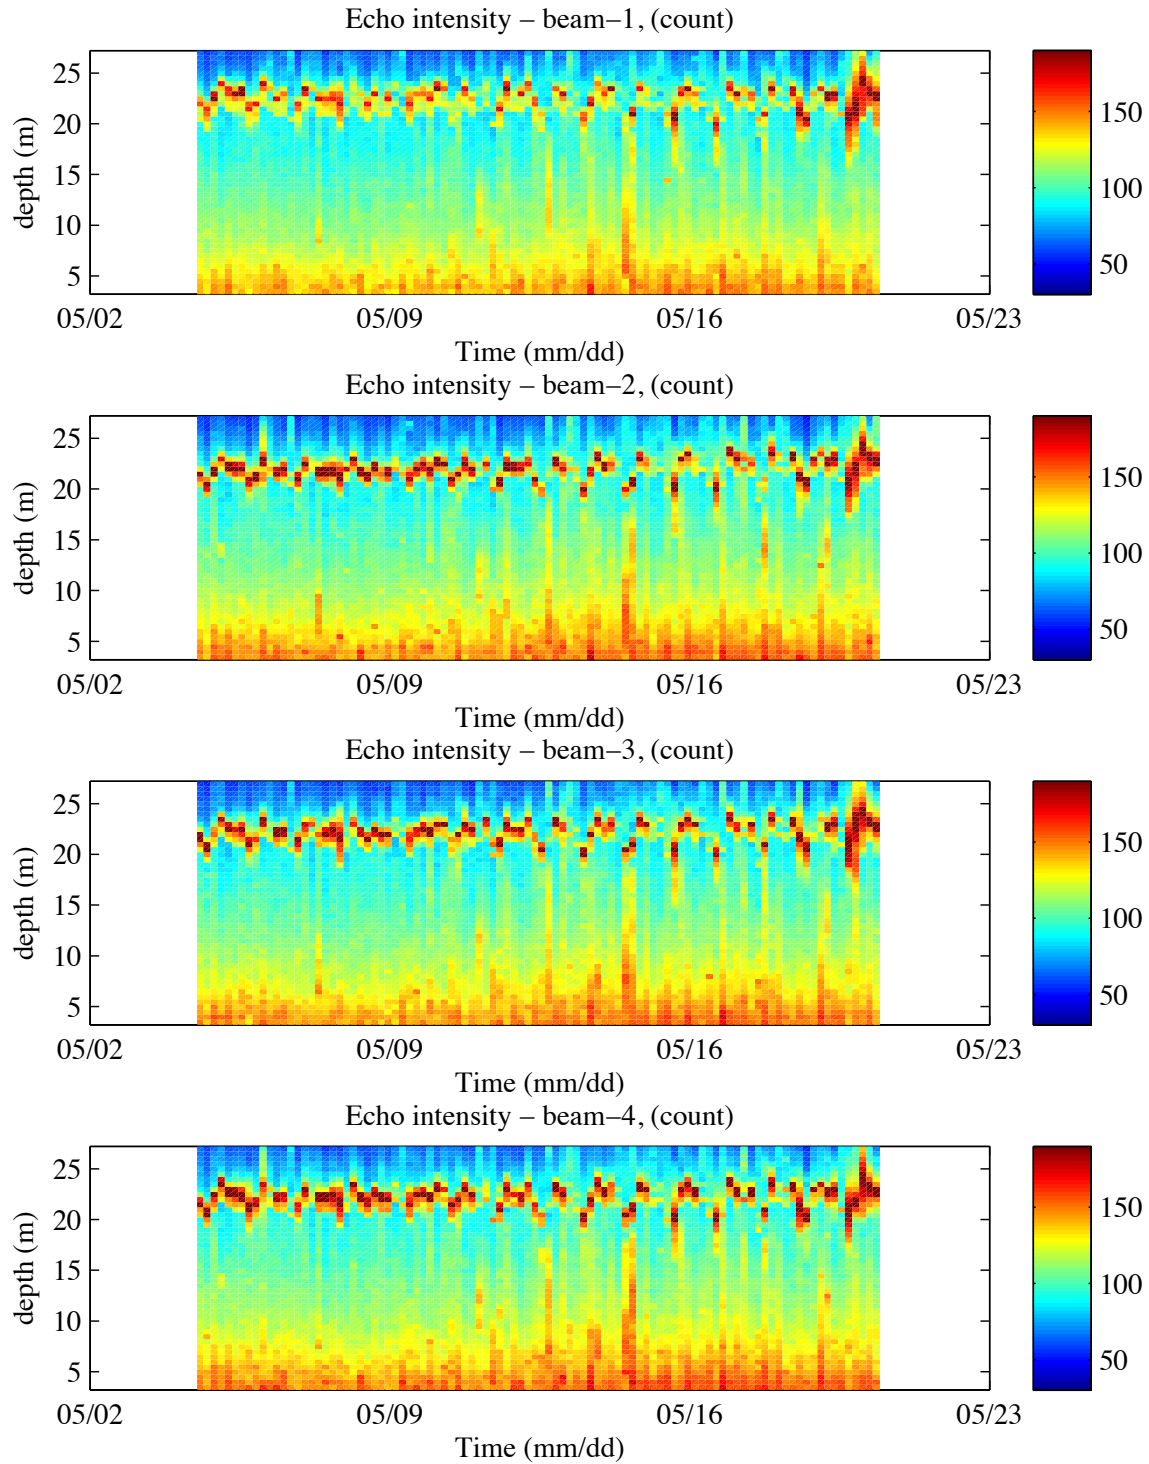 Echo intensity – beam–1, (count)
25
20
15
10
5
depth (m)
05/02 05/09 05/16 05/23
Time (mm/dd)
150
100
50
Echo intensity – beam–2, (count)
25
20
15
10
5
depth (m)
05/02 05/09 05/16 05/23
Time (mm/dd)
150
100
50
Echo intensity – beam–3, (count)
25
20
15
10
5
depth (m)
05/02 05/09 05/16 05/23
Time (mm/dd)
150
100
50
Echo intensity – beam–4, (count)
25
20
15
10
5
depth (m)
05/02 05/09 05/16 05/23
Time (mm/dd)
150
100
50